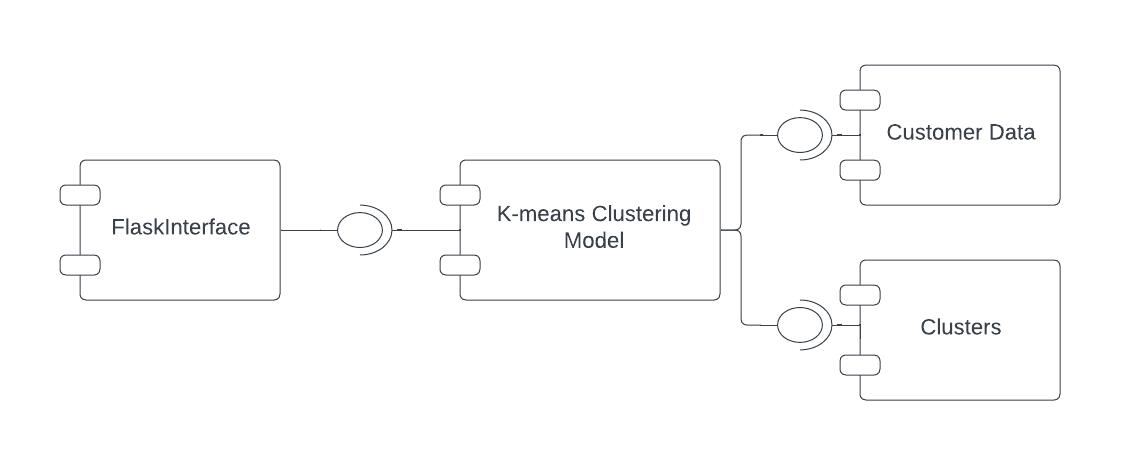 FlaskInterface
K-means Clustering
Model
Customer Data
Clusters